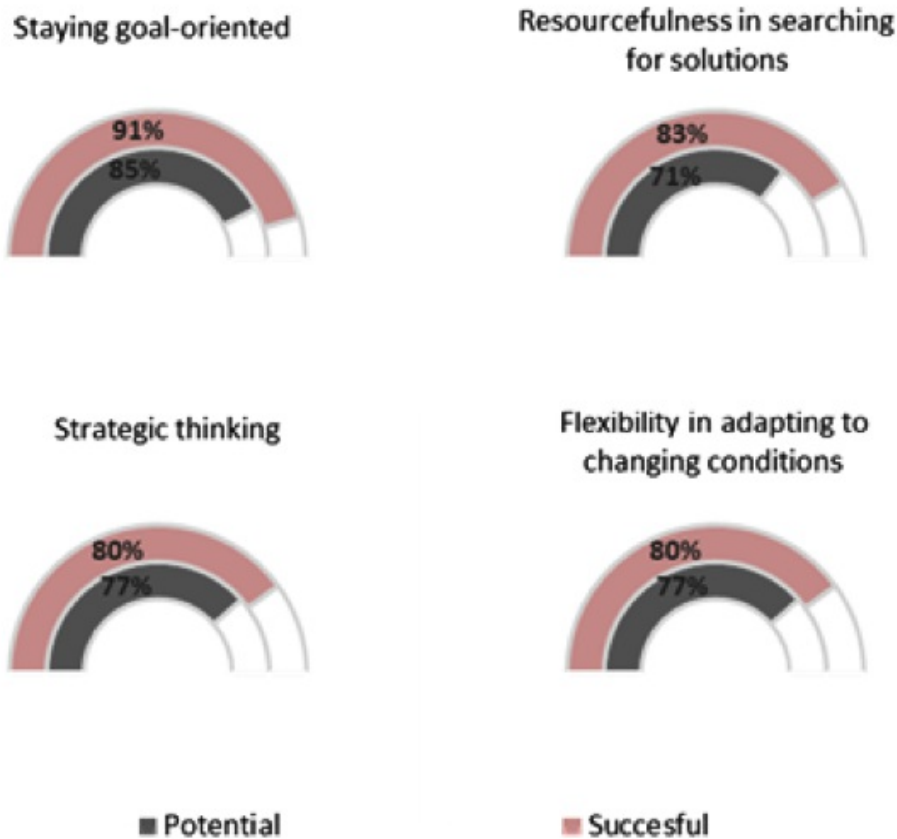 Staying goal-oriented
91%
85%
Resourcefulness in searching
for solutions
83%
71%
Strategic thinking
80%
77%
Flexibility in adapting to
changing conditions
80%
77%
Potential
Succesful